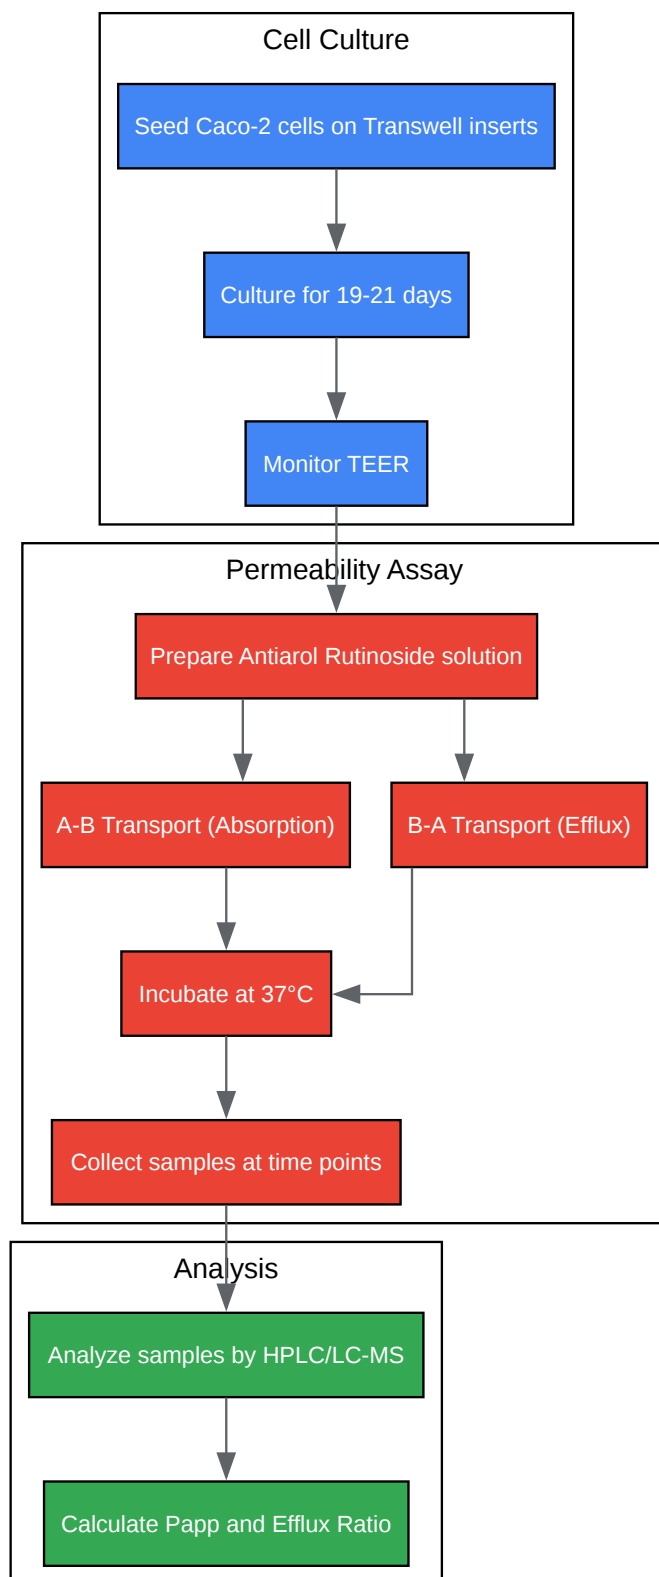 Cell Culture
Seed Caco-2 cells on Transwell inserts
Culture for 19-21 days
Monitor TEER
Permeability Assay
Prepare Antiarol Rutinoside solution
A-B Transport (Absorption)
B-A Transport (Efflux)
Incubate at 37°C
Collect samples at time points
Analysis
Analyze samples by HPLC/LC-MS
Calculate Papp and Efflux Ratio